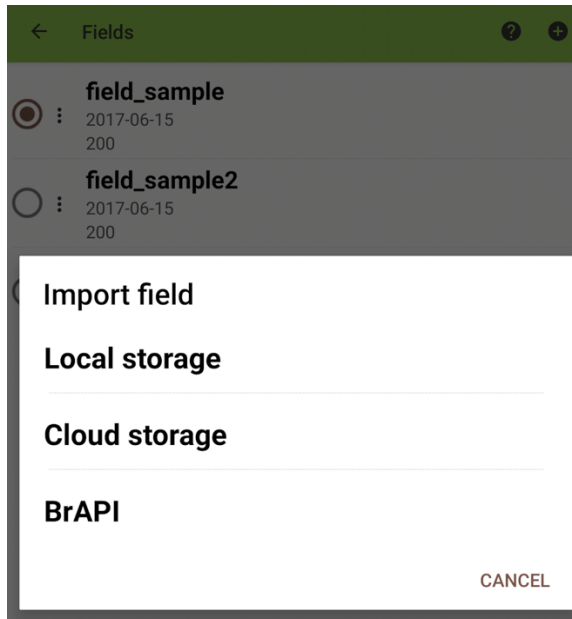 Fields
field_sample
2017-06-15
200
field_sample2
2017-06-15
200
Import field
Local storage
Cloud storage
BrAPI
CANCEL